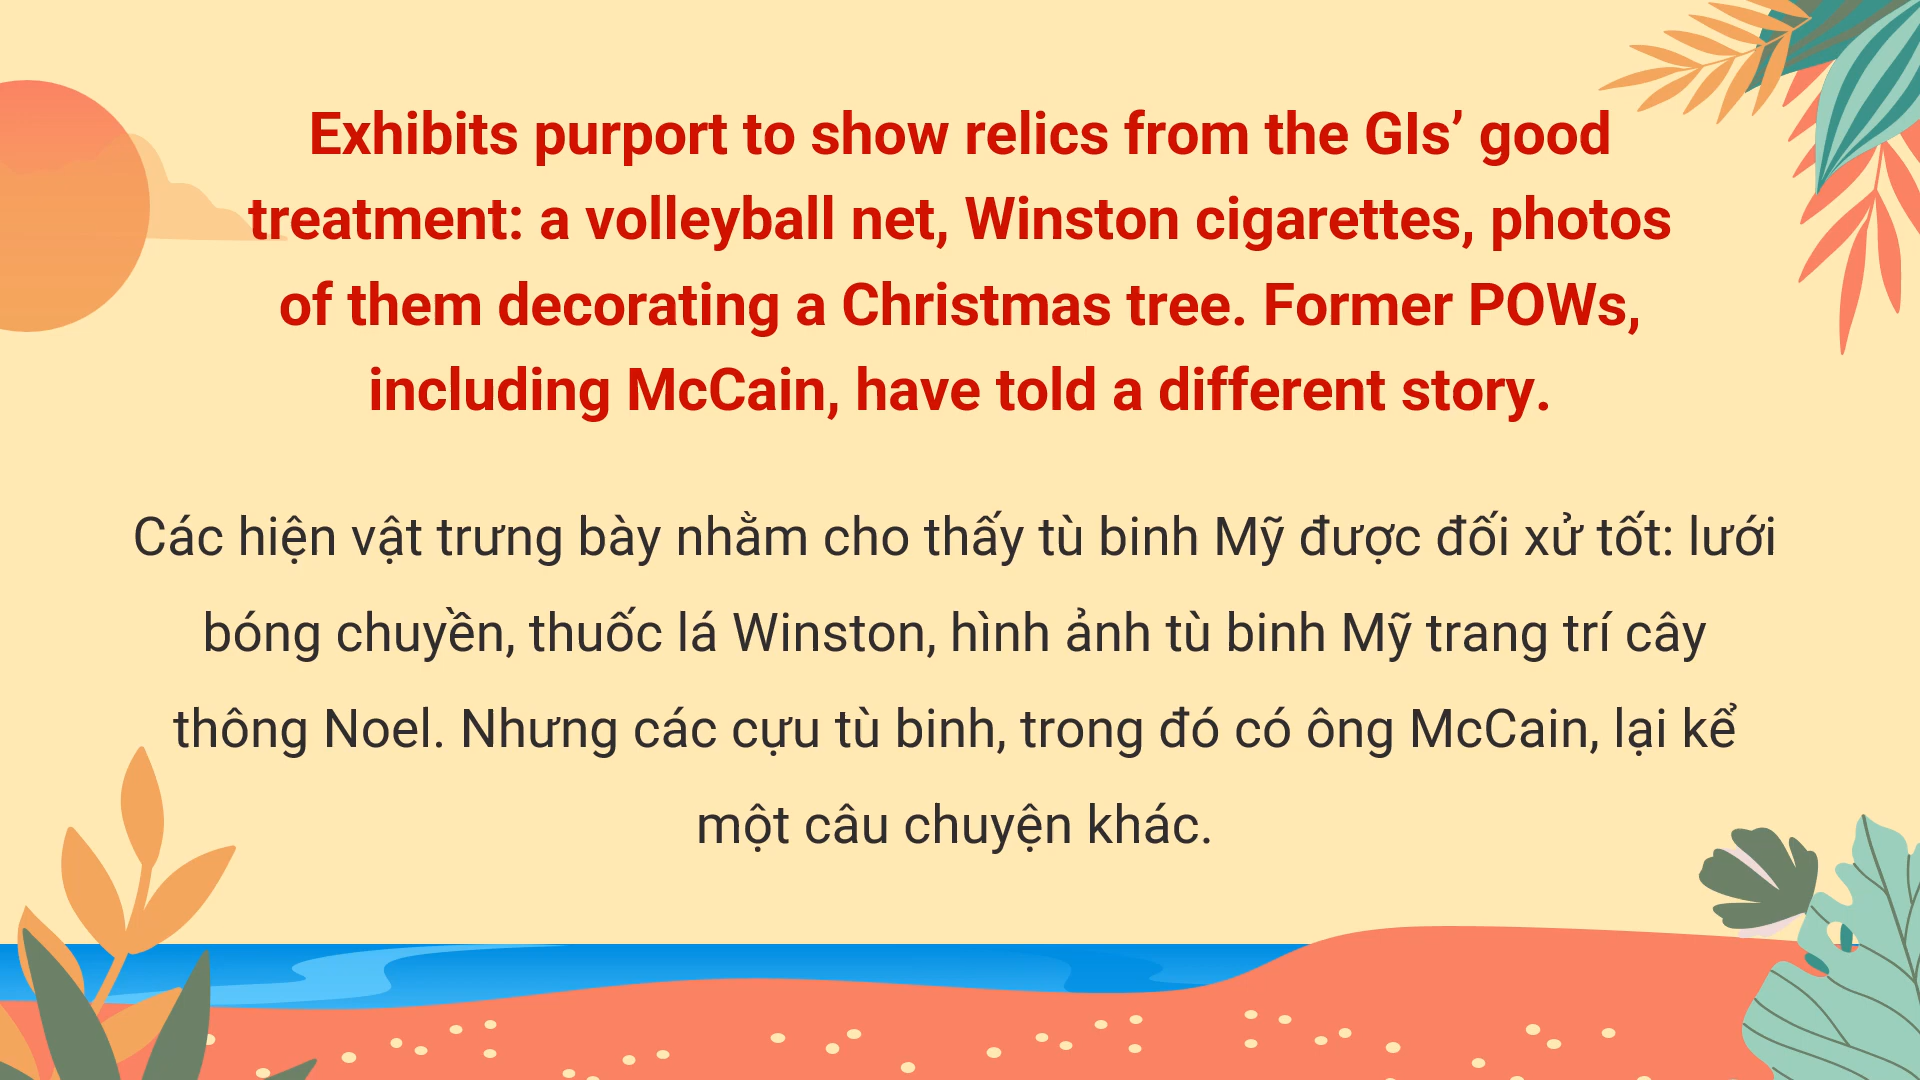 Exhibits purport to show relics from the GIs’ good
treatment: a volleyball net, Winston cigarettes, photos
of them decorating a Christmas tree. Former POWs,
including McCain, have told a different story.
Các hiện vật trưng bày nhằm cho thấy tù binh Mỹ được đối xử tốt: lưới
bóng chuyền, thuốc lá Winston, hình ảnh tù binh Mỹ trang trí cây
thông Noel. Nhưng các cựu tù binh, trong đó có ông McCain, lại kể
một câu chuyện khác.